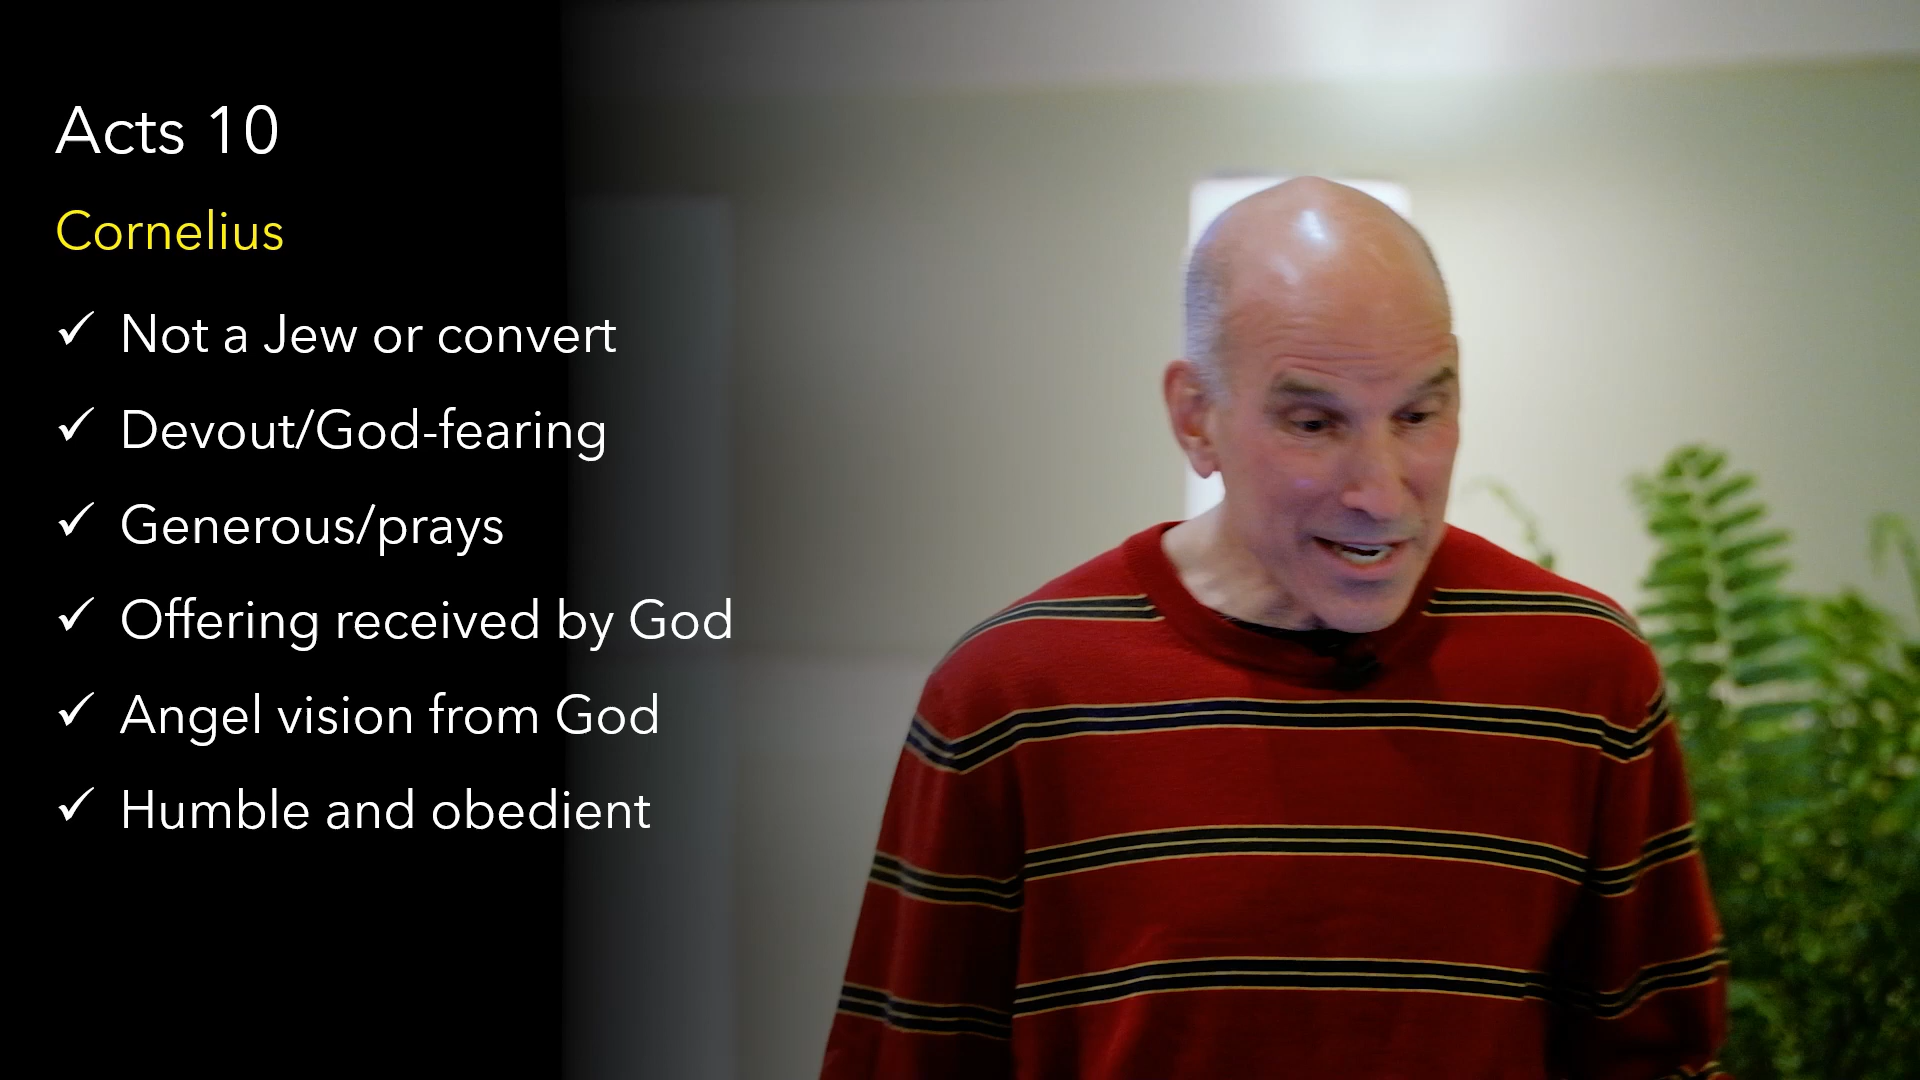 Acts 10
Cornelius
✓ Not a Jew or convert
✓ Devout/God-fearing
✓ Generous/prays
✓ Offering received by God
✓ Angel vision from God
✓ Humble and obedient